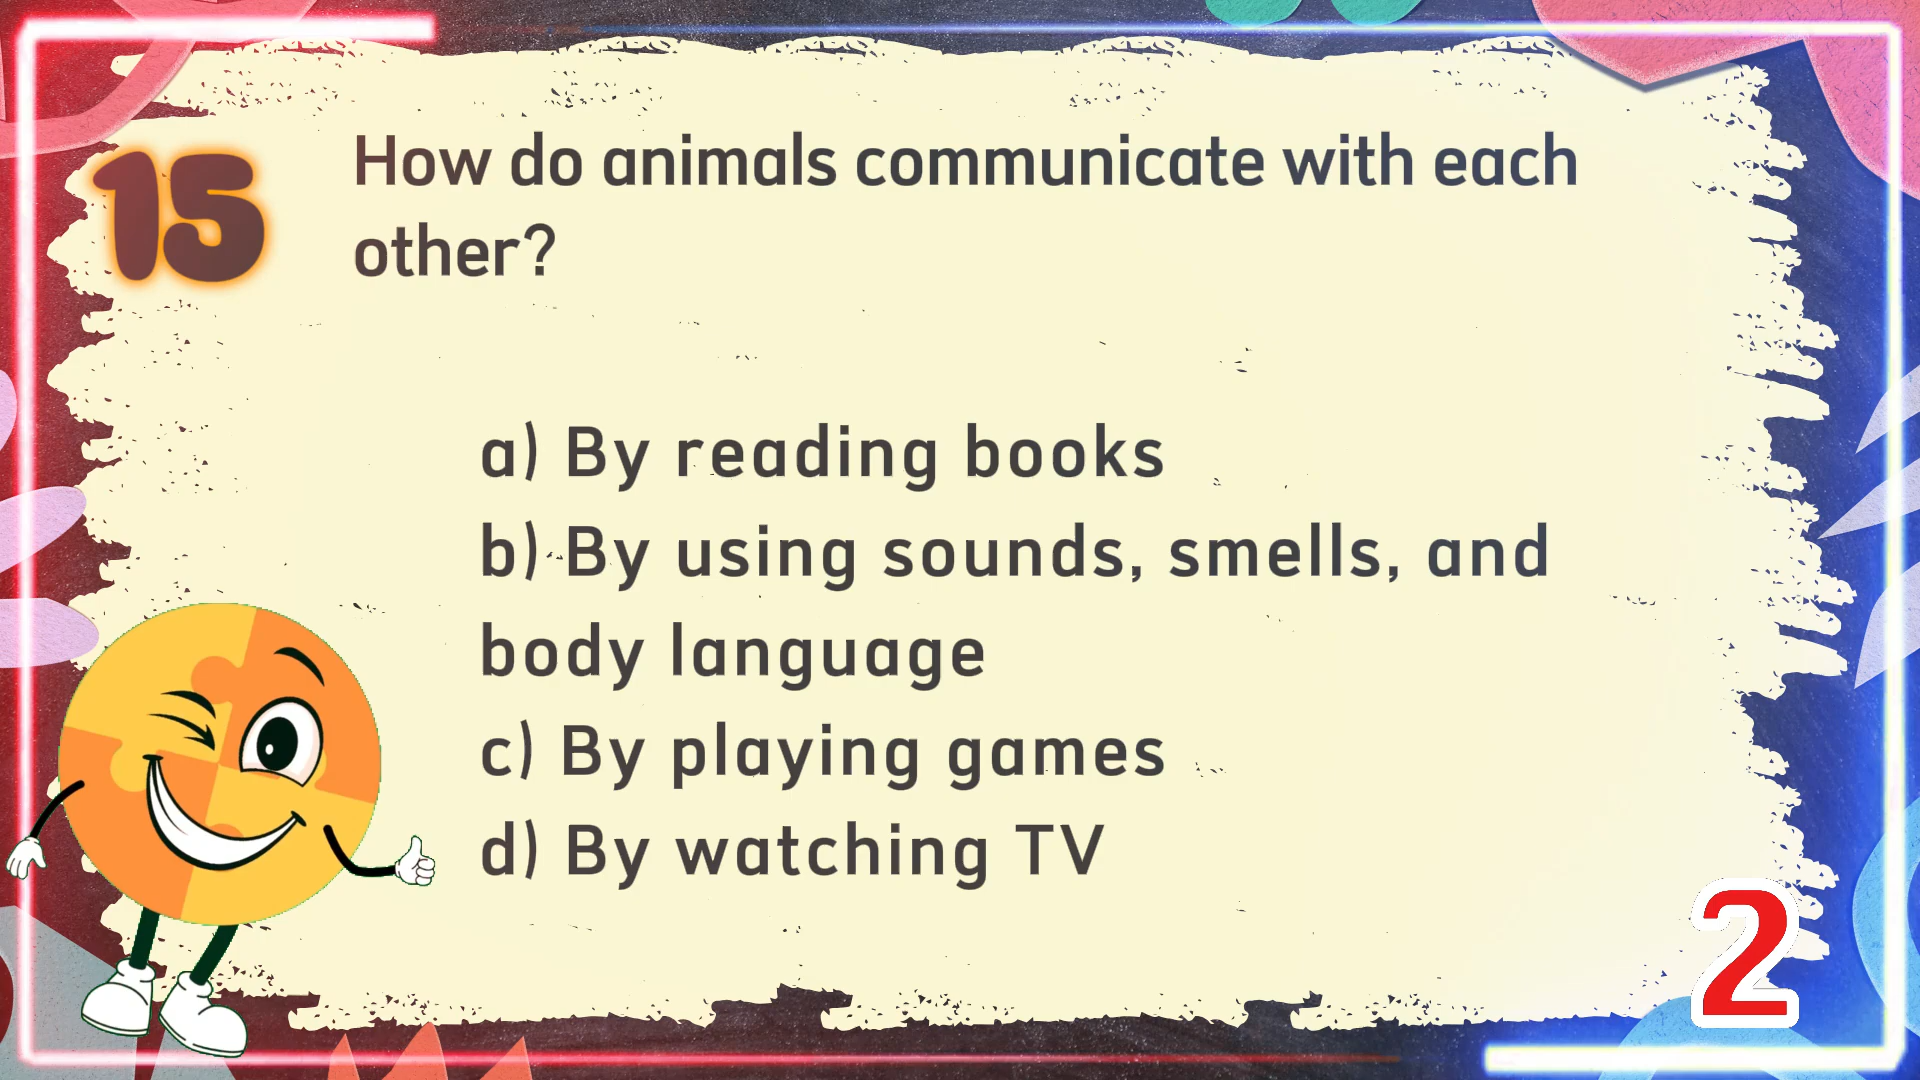 15
How do animals communicate with each
other?
a) By reading books
b) By using sounds, smells, and
body language
c) By playing games
d) By watching TV
2